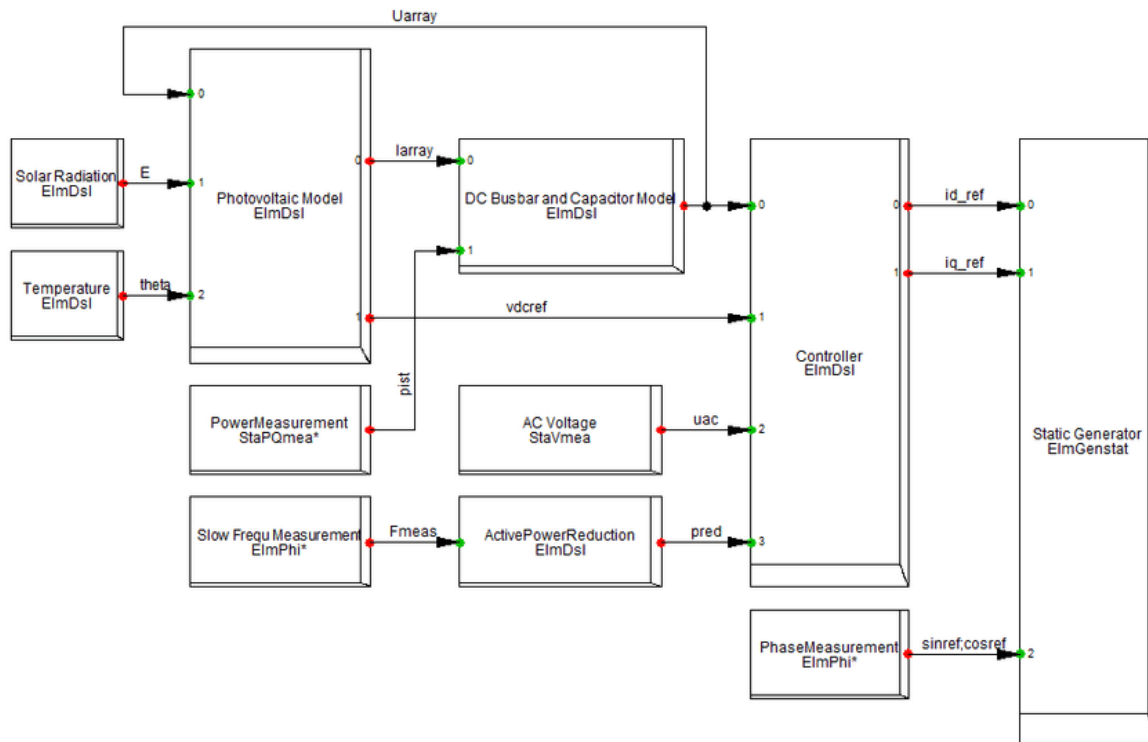 Uarray
0
Solar Radiation
ElmDsl
E
1
Photovoltaic Model
ElmDsl
0
Iarray
0
DC Busbar and Capacitor Model
ElmDsl
1
0
0
id_ref
0
1
iq_ref
1
Temperature
ElmDsl
theta
2
1
vdcref
1
Controller
ElmDsl
pist
PowerMeasurement
StaPQmea*
AC Voltage
StaVmea
uac
2
Static Generator
ElmGenstat
Slow Frequ Measurement
ElmPhi*
Fmeas
ActivePowerReduction
ElmDsl
pred
3
PhaseMeasurement
ElmPhi*
sinref;cosref
2